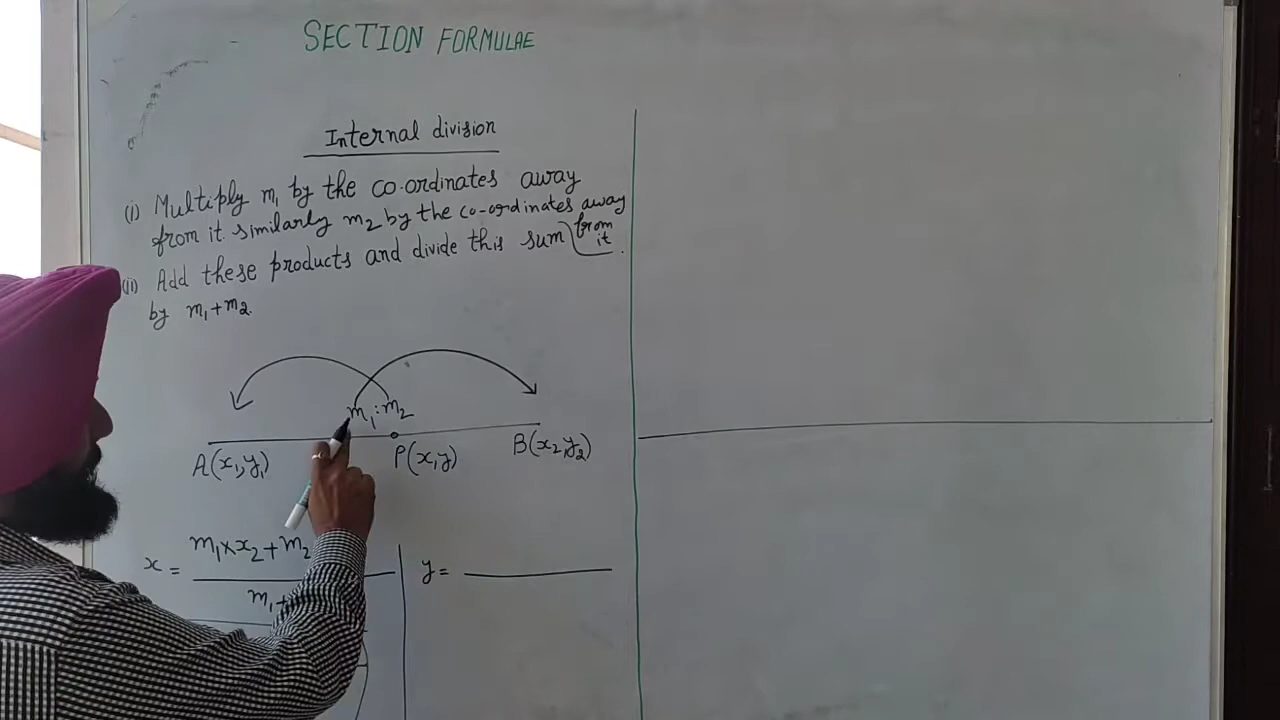 SECTION FORMULAE
Internal division
(i) Multiply m₁ by the co-ordinates away
from it. similarly m₂ by the co-ordinates away
from it
(ii) Add these products and divide this sum
by m₁+m₂.
m₁:m₂
A(x₁,y₁) P(x,y) B(x₂,y₂)
x = m₁×x₂+m₂
m₁+
y =